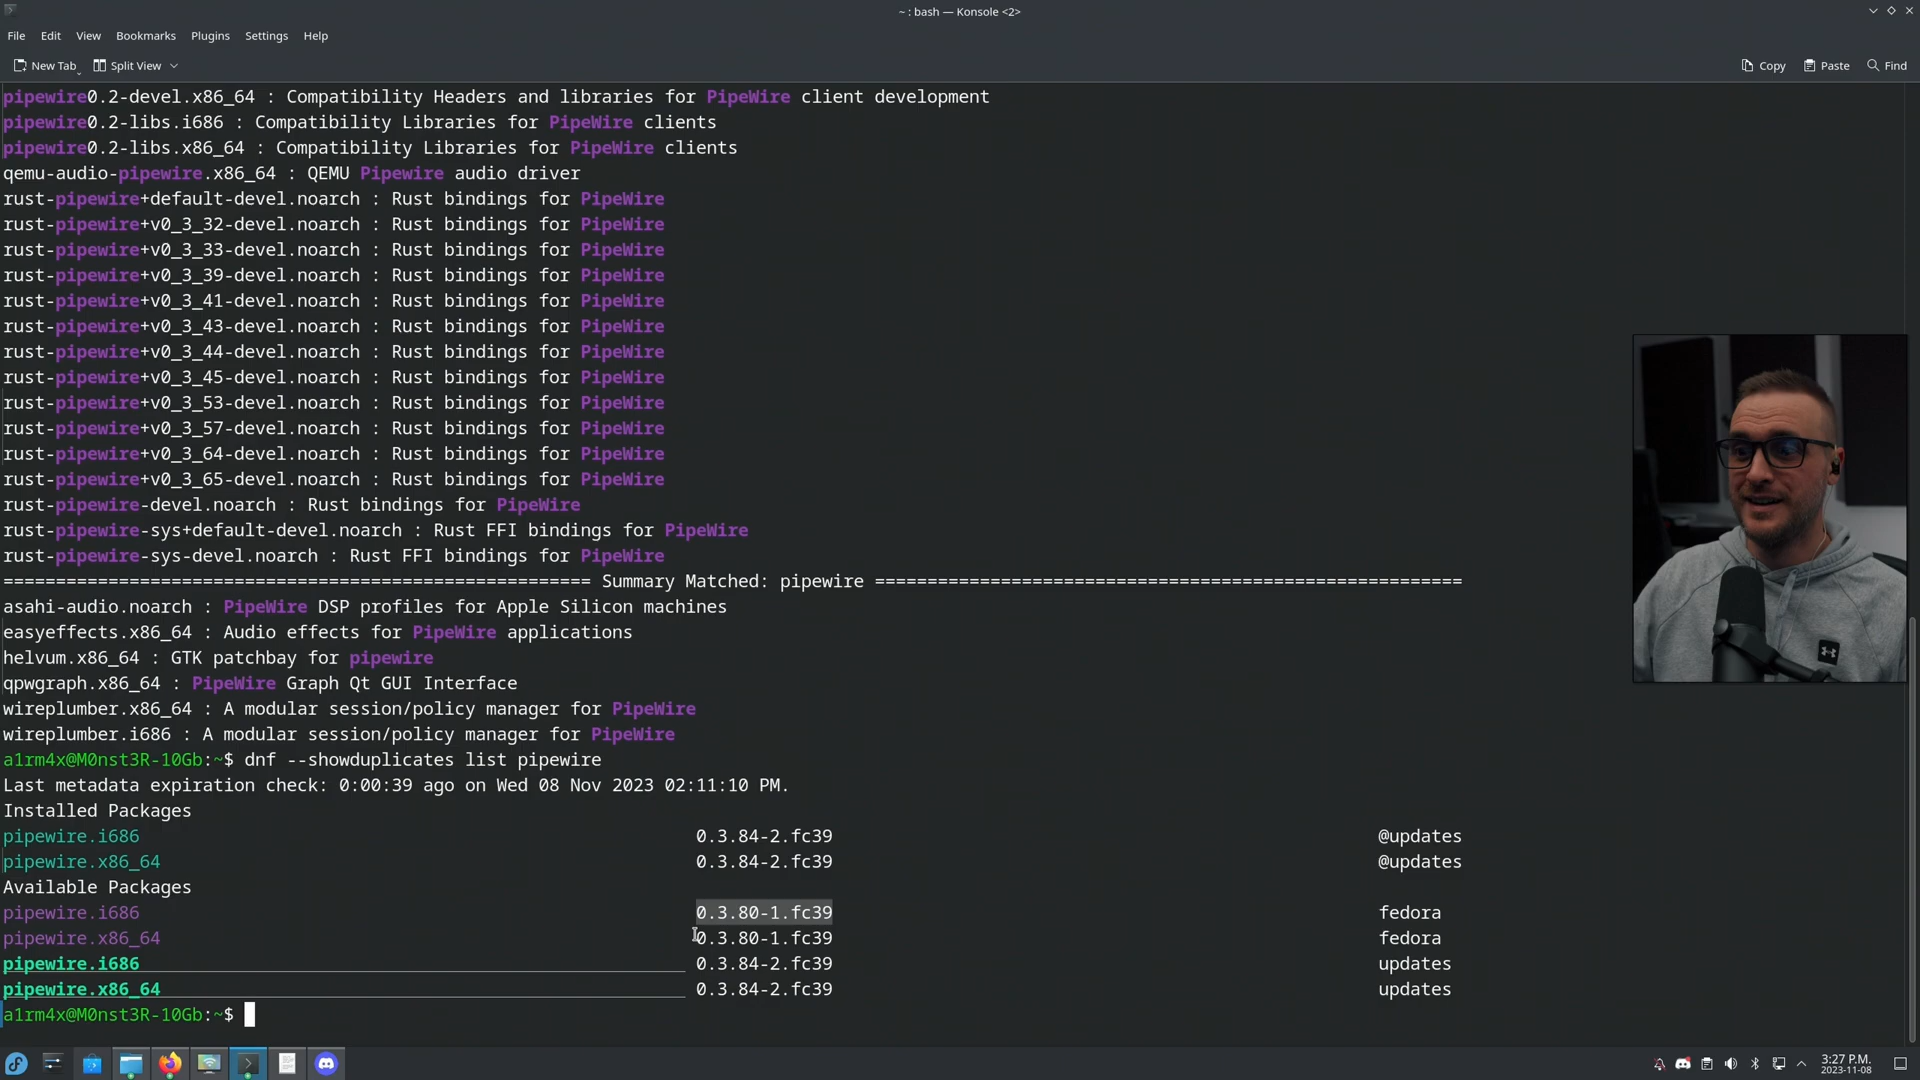 ~ : bash — Konsole <2>
File Edit View Bookmarks Plugins Settings Help
New Tab Split View Copy Paste Find
pipewire0.2-devel.x86_64 : Compatibility Headers and libraries for PipeWire client development
pipewire0.2-libs.i686 : Compatibility Libraries for PipeWire clients
pipewire0.2-libs.x86_64 : Compatibility Libraries for PipeWire clients
qemu-audio-pipewire.x86_64 : QEMU Pipewire audio driver
rust-pipewire+default-devel.noarch : Rust bindings for PipeWire
rust-pipewire+v0_3_32-devel.noarch : Rust bindings for PipeWire
rust-pipewire+v0_3_33-devel.noarch : Rust bindings for PipeWire
rust-pipewire+v0_3_39-devel.noarch : Rust bindings for PipeWire
rust-pipewire+v0_3_41-devel.noarch : Rust bindings for PipeWire
rust-pipewire+v0_3_43-devel.noarch : Rust bindings for PipeWire
rust-pipewire+v0_3_44-devel.noarch : Rust bindings for PipeWire
rust-pipewire+v0_3_45-devel.noarch : Rust bindings for PipeWire
rust-pipewire+v0_3_53-devel.noarch : Rust bindings for PipeWire
rust-pipewire+v0_3_57-devel.noarch : Rust bindings for PipeWire
rust-pipewire+v0_3_64-devel.noarch : Rust bindings for PipeWire
rust-pipewire+v0_3_65-devel.noarch : Rust bindings for PipeWire
rust-pipewire-devel.noarch : Rust bindings for PipeWire
rust-pipewire-sys+default-devel.noarch : Rust FFI bindings for PipeWire
rust-pipewire-sys-devel.noarch : Rust FFI bindings for PipeWire
======================================================== Summary Matched: pipewire ========================================================
asahi-audio.noarch : PipeWire DSP profiles for Apple Silicon machines
easyeffects.x86_64 : Audio effects for PipeWire applications
helvum.x86_64 : GTK patchbay for pipewire
qpwgraph.x86_64 : PipeWire Graph Qt GUI Interface
wireplumber.x86_64 : A modular session/policy manager for PipeWire
wireplumber.i686 : A modular session/policy manager for PipeWire
a1rm4x@M0nst3R-10Gb:~$ dnf --showduplicates list pipewire
Last metadata expiration check: 0:00:39 ago on Wed 08 Nov 2023 02:11:10 PM.
Installed Packages
pipewire.i686 0.3.84-2.fc39 @updates
pipewire.x86_64 0.3.84-2.fc39 @updates
Available Packages
pipewire.i686 0.3.80-1.fc39 fedora
pipewire.x86_64 0.3.80-1.fc39 fedora
pipewire.i686 0.3.84-2.fc39 updates
pipewire.x86_64 0.3.84-2.fc39 updates
a1rm4x@M0nst3R-10Gb:~$
3:27 P.M.
2023-11-08